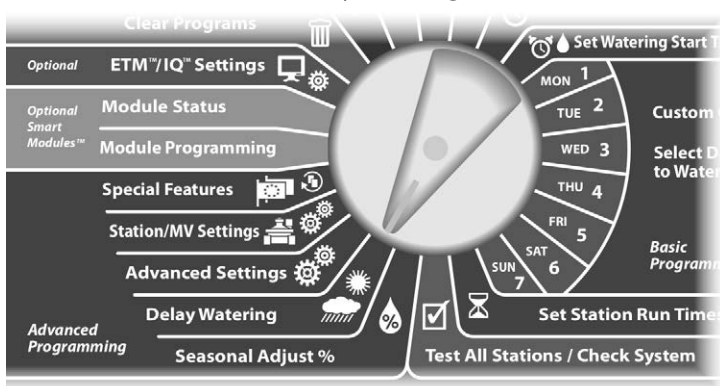 Clear Programs
Optional
ETM™/IQ™ Settings
Optional
Smart
Modules™
Module Status
Module Programming
Special Features
Station/MV Settings
Advanced Settings
Delay Watering
Advanced
Programming
Seasonal Adjust %
%
Set Watering Start
MON 1
TUE 2
WED 3
THU 4
FRI 5
SAT 6
SUN 7
Custom
Select
to Water
Basic
Set Station Run Time
Test All Stations / Check System